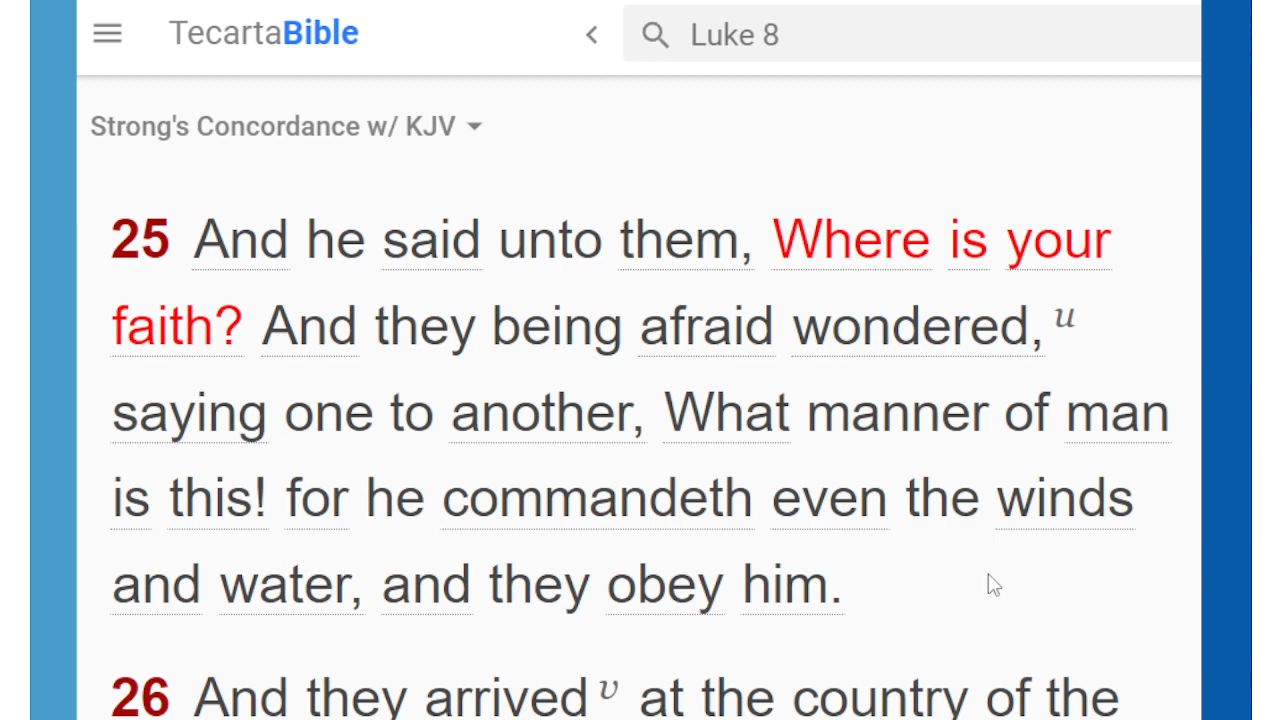 TecartaBible
Luke 8
Strong's Concordance w/ KJV
25 And he said unto them, Where is your
faith? And they being afraid wondered, u
saying one to another, What manner of man
is this! for he commandeth even the winds
and water, and they obey him.
26 And they arrived v at the country of the